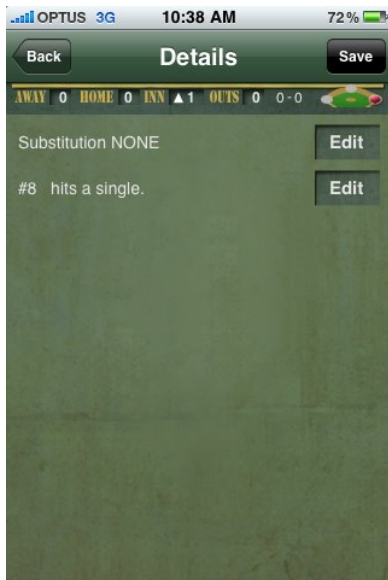 OPTUS 3G 10:38 AM 72%
Back Details Save
AWAY 0 HOME 0 INN ▲1 OUTS 0 0-0
Substitution NONE Edit
#8 hits a single. Edit